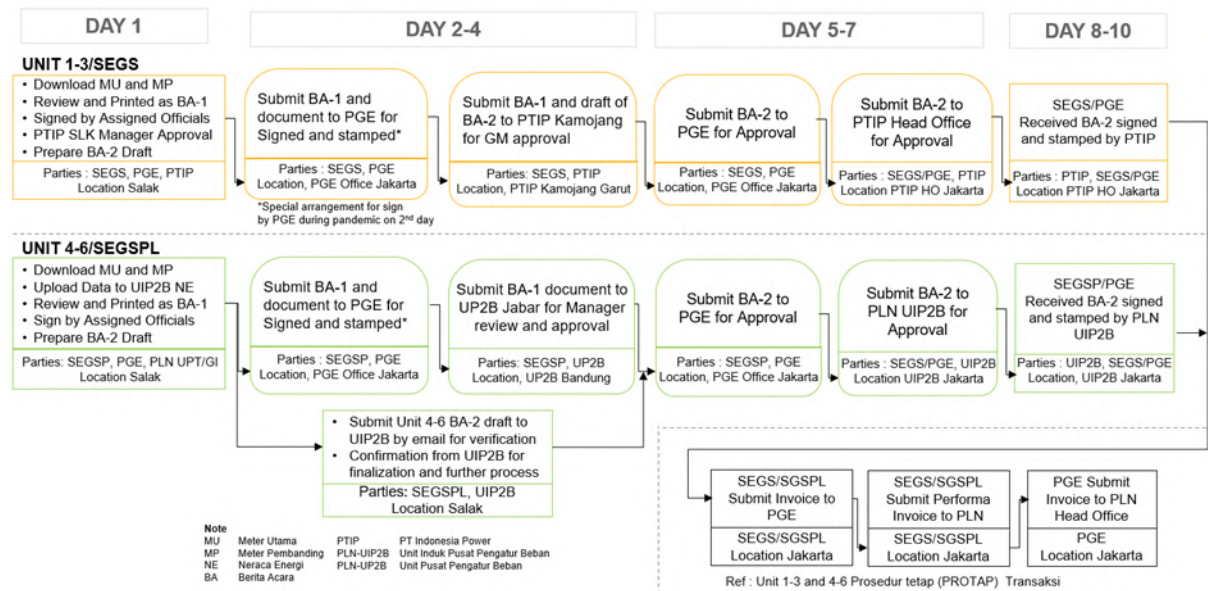 DAY 1
DAY 2-4
DAY 5-7
DAY 8-10
UNIT 1-3/SEGS
• Download MU and MP
• Review and Printed as BA-1
• Signed by Assigned Officials
• PTIP SLK Manager Approval
• Prepare BA-2 Draft
Parties : SEGS, PGE, PTIP
Location Salak
Submit BA-1 and
document to PGE for
Signed and stamped*
Parties : SEGS, PGE
Location, PGE Office Jakarta
*Special arrangement for sign
by PGE during pandemic on 2nd day
Submit BA-1 and draft of
BA-2 to PTIP Kamojang
for GM approval
Parties : SEGS, PTIP
Location, PTIP Kamojang Garut
Submit BA-2 to
PGE for Approval
Parties : SEGS, PGE
Location, PGE Office Jakarta
Submit BA-2 to
PTIP Head Office
for Approval
Parties : SEGS/PGE, PTIP
Location PTIP HO Jakarta
SEGS/PGE
Received BA-2 signed
and stamped by PTIP
Parties : PTIP, SEGS/PGE
Location PTIP HO Jakarta
UNIT 4-6/SEGSPL
• Download MU and MP
• Upload Data to UIP2B NE
• Review and Printed as BA-1
• Sign by Assigned Officials
• Prepare BA-2 Draft
Parties: SEGSP, PGE, PLN UPT/GI
Location Salak
Submit BA-1 and
document to PGE for
Signed and stamped*
Parties : SEGSP, PGE
Location, PGE Office Jakarta
Submit BA-1 document to
UP2B Jabar for Manager
review and approval
Parties : SEGSP, UP2B
Location, UP2B Bandung
Submit BA-2 to
PGE for Approval
Parties : SEGSP, PGE
Location, PGE Office Jakarta
Submit BA-2 to
PLN UIP2B for
Approval
Parties : SEGS/PGE, UIP2B
Location UIP2B Jakarta
SEGSP/PGE
Received BA-2 signed
and stamped by PLN
UIP2B
Parties : UIP2B, SEGS/PGE
Location, UIP2B Jakarta
• Submit Unit 4-6 BA-2 draft to
UIP2B by email for verification
• Confirmation from UIP2B for
finalization and further process
Parties: SEGSPL, UIP2B
Location Salak
SEGS/SGSPL
Submit Invoice to
PGE
SEGS/SGSPL
Location Jakarta
SEGS/SGSPL
Submit Performa
Invoice to PLN
SEGS/SGSPL
Location Jakarta
PGE Submit
Invoice to PLN
Head Office
PGE
Location Jakarta
Note
MU Meter Utama PTIP PT Indonesia Power
MP Meter Pembanding PLN-UIP2B Unit Induk Pusat Pengatur Beban
NE Neraca Energi PLN-UP2B Unit Pusat Pengatur Beban
BA Berita Acara
Ref : Unit 1-3 and 4-6 Prosedur tetap (PROTAP) Transaksi